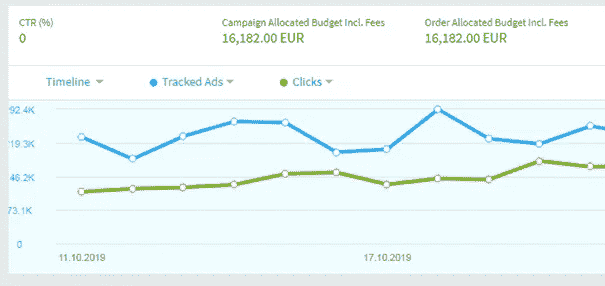 CTR (%)
0
Campaign Allocated Budget Incl. Fees
16,182.00 EUR
Order Allocated Budget Incl. Fees
16,182.00 EUR
Timeline
Tracked Ads
Clicks
92.4K
19.3K
46.2K
73.1K
0
11.10.2019
17.10.2019